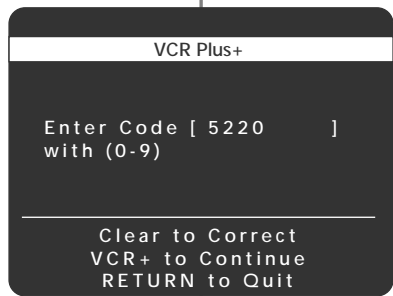 VCR Plus+
Enter Code [ 5220 ]
with (0-9)
Clear to Correct
VCR+ to Continue
RETURN to Quit